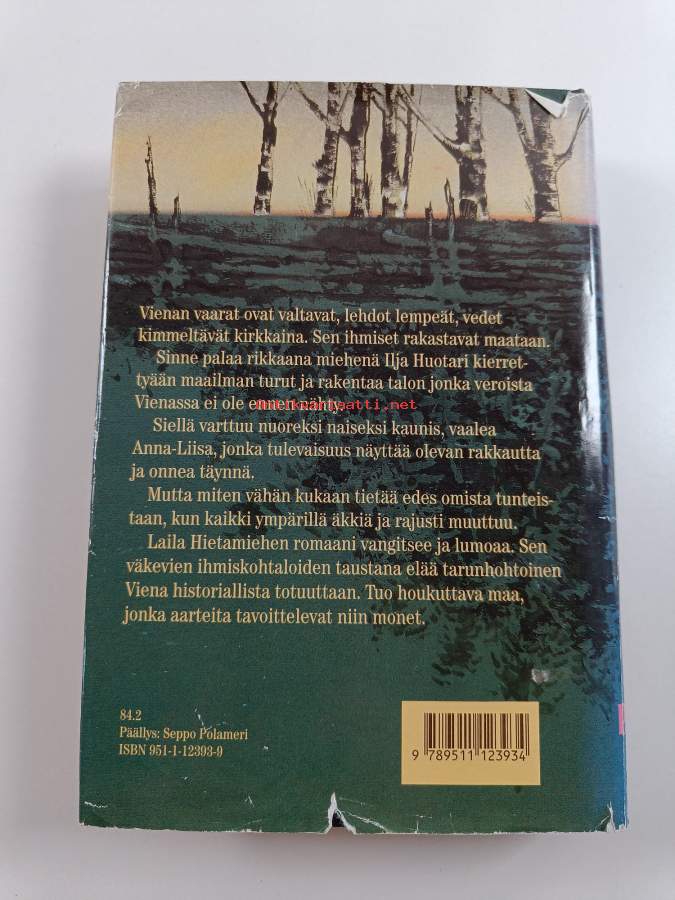 Vienan vaarat ovat valtavat, lehdot lempeät, vedet
kimmeltävät kirkkaina. Sen ihmiset rakastavat maataan.
Sinne palaa rikkaana miehenä Ilja Huotari kierret-
tyään maailman turut ja rakentaa talon jonka veroista
Vienassa ei ole ennen nähty.
antikvariaatti.net
Siellä varttuu nuoreksi naiseksi kaunis, vaalea
Anna-Liisa, jonka tulevaisuus näyttää olevan rakkautta
ja onnea täynnä.
Mutta miten vähän kukaan tietää edes omista tunteis-
taan, kun kaikki ympärillä äkkiä ja rajusti muuttuu.
Laila Hietamiehen romaani vangitsee ja lumoaa. Sen
väkevien ihmiskohtaloiden taustana elää tarunhohtoinen
Viena historiallista totuuttaan. Tuo houkuttava maa,
jonka aarteita tavoittelevat niin monet.
84.2
Päällys: Seppo Polameri
ISBN 951-1-12393-9
9 789511 123934